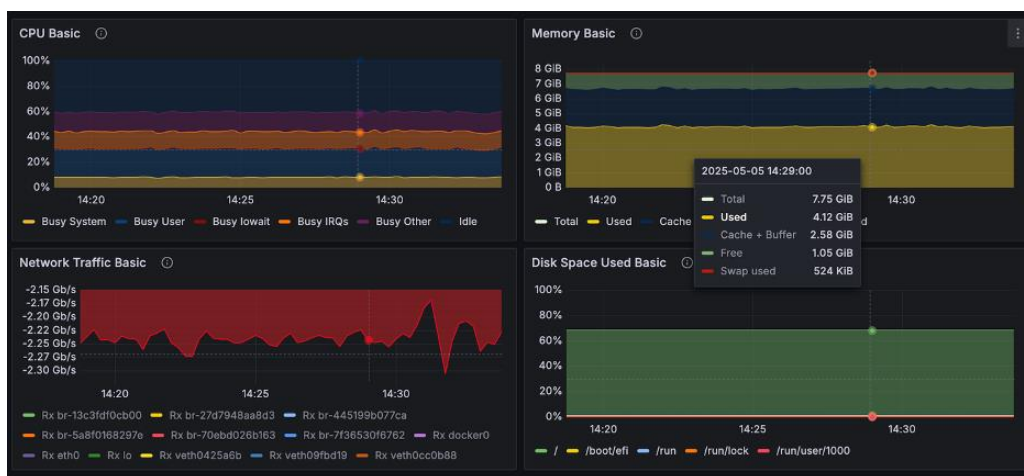 CPU Basic
100%
80%
60%
40%
20%
0%
14:20 14:25 14:30
Busy System Busy User Busy Iowait Busy IRQs Busy Other Idle
Memory Basic
8 GiB
7 GiB
6 GiB
5 GiB
4 GiB
3 GiB
2 GiB
1 GiB
0 B
14:20 14:30
Total Used Cache d
2025-05-05 14:29:00
Total 7.75 GiB
Used 4.12 GiB
Cache + Buffer 2.58 GiB
Free 1.05 GiB
Swap used 524 KiB
Network Traffic Basic
-2.15 Gb/s
-2.17 Gb/s
-2.20 Gb/s
-2.22 Gb/s
-2.25 Gb/s
-2.27 Gb/s
-2.30 Gb/s
14:20 14:25 14:30
Rx br-13c3fdf0cb00 Rx br-27d7948aa8d3 Rx br-445199b077ca
Rx br-5a8f0168297e Rx br-70ebd026b163 Rx br-7f36530f6762 Rx docker0
Rx eth0 Rx lo Rx veth0425a6b Rx veth09fbd19 Rx veth0cc0b88
Disk Space Used Basic
100%
80%
60%
40%
20%
0%
14:20 14:25 14:30
/ /boot/efi /run /run/lock /run/user/1000